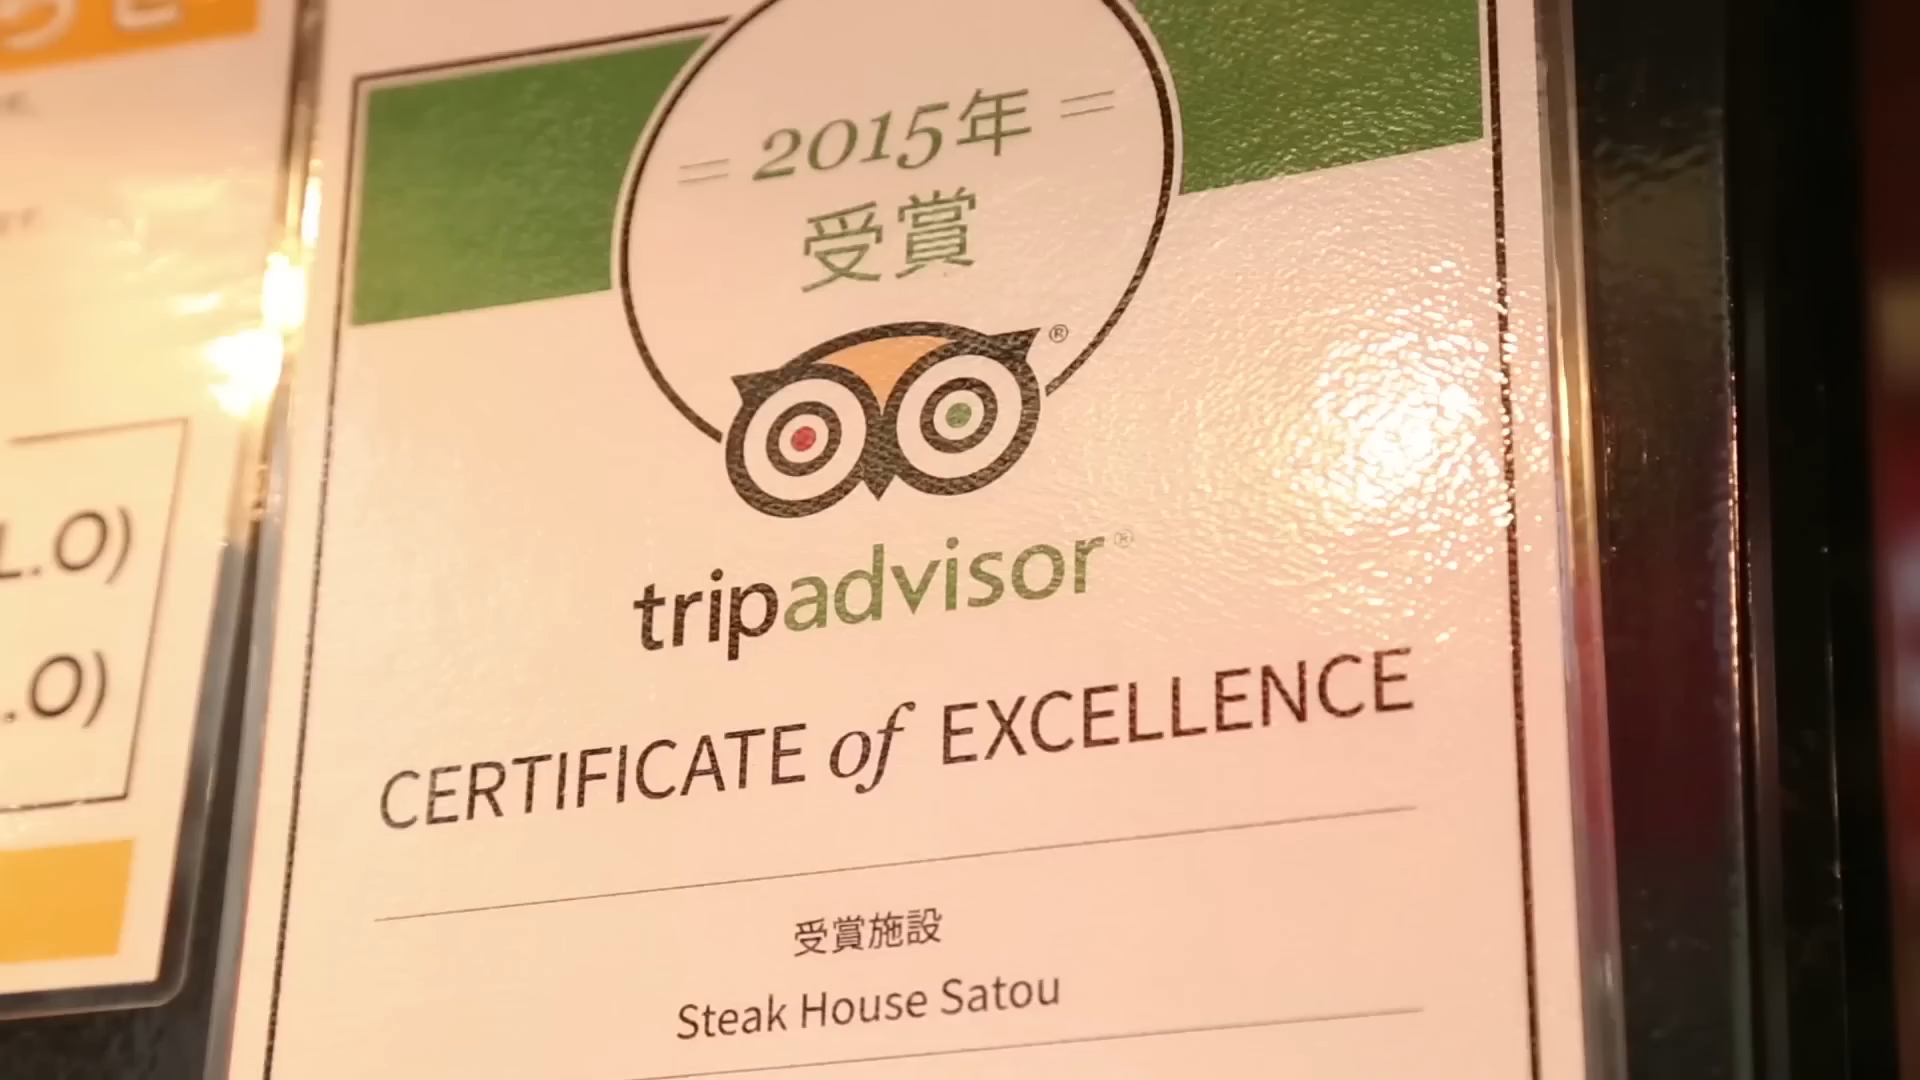 = 2015年 =
受賞
®
tripadvisor®
CERTIFICATE of EXCELLENCE
受賞施設
Steak House Satou
L.O)
.O)